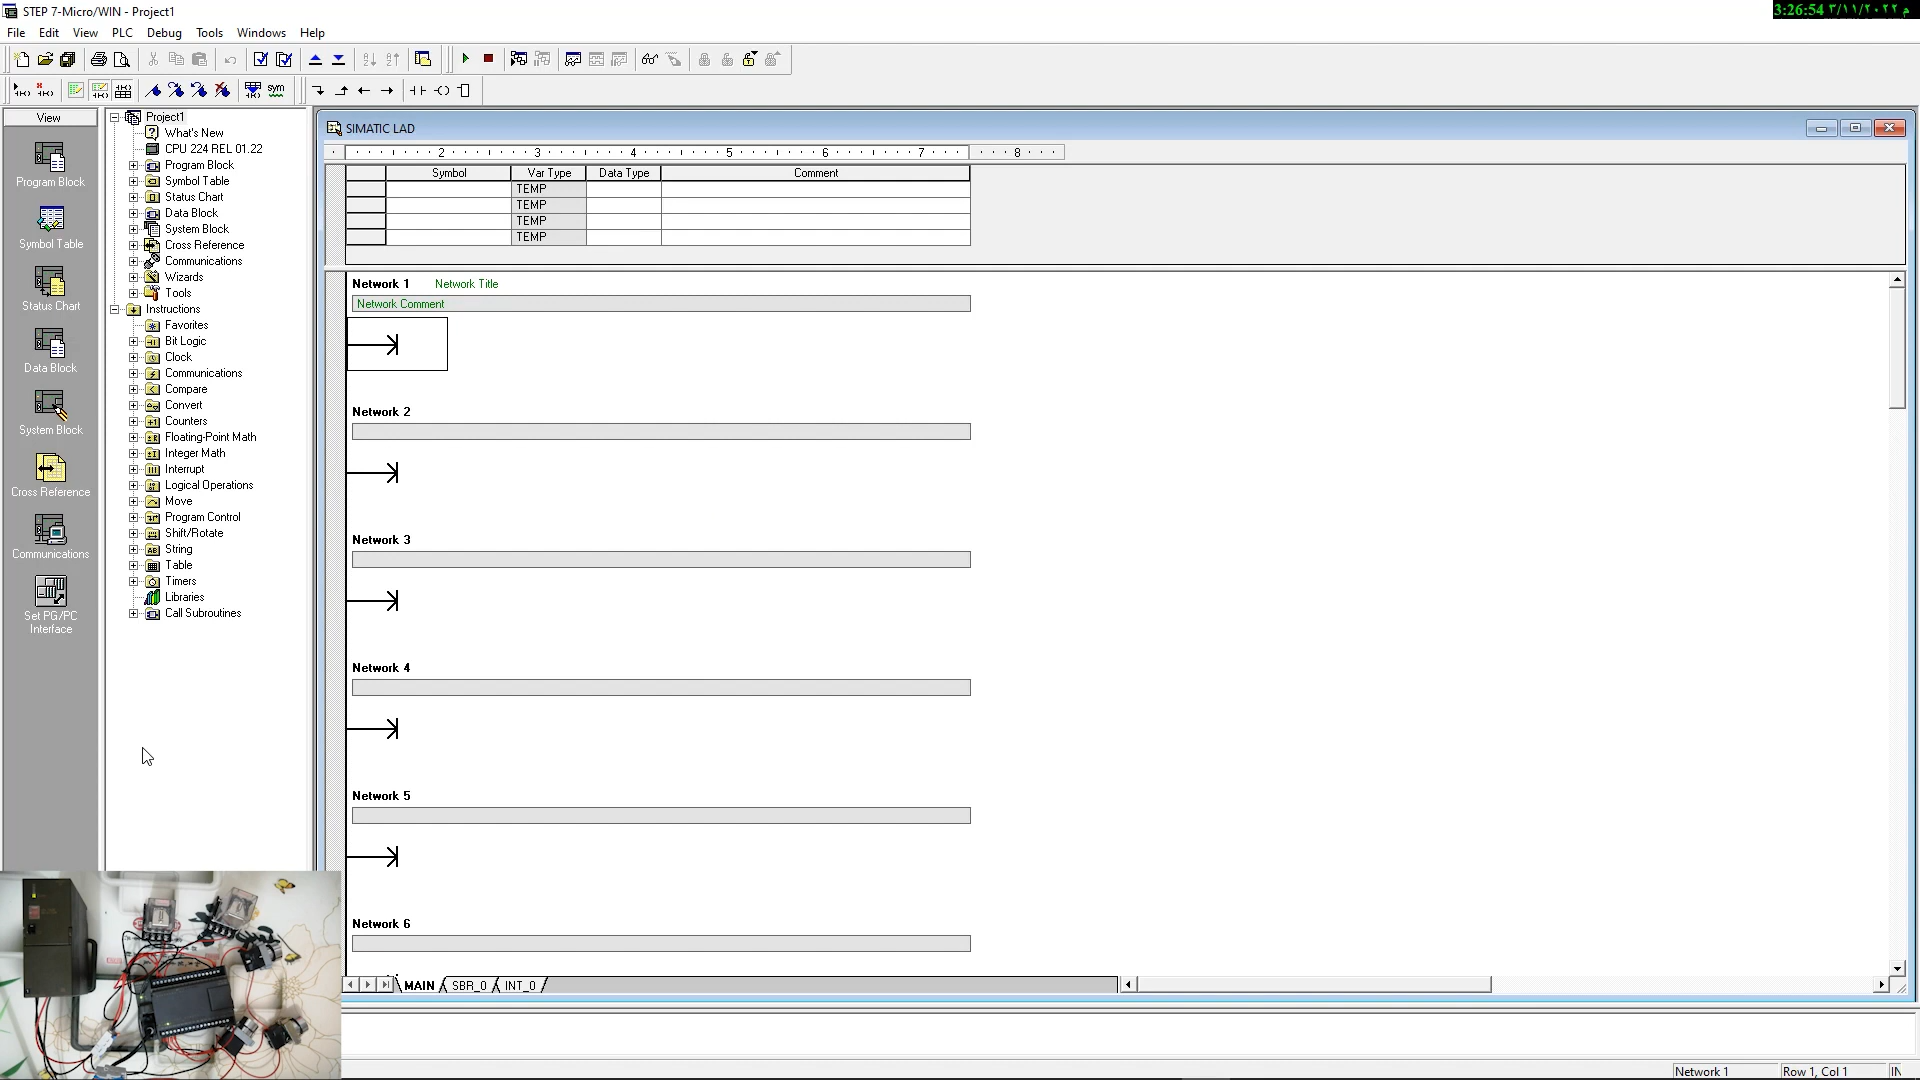 STEP 7-Micro/WIN - Project1
3:26:54 ٣/١١/٢٠٢٢ م
File Edit View PLC Debug Tools Windows Help
sym
View
Program Block
Symbol Table
Status Chart
Data Block
System Block
Cross Reference
Communications
Set PG/PC
Interface
Project1
What's New
CPU 224 REL 01.22
Program Block
Symbol Table
Status Chart
Data Block
System Block
Cross Reference
Communications
Wizards
Tools
Instructions
Favorites
Bit Logic
Clock
Communications
Compare
Convert
Counters
Floating-Point Math
Integer Math
Interrupt
Logical Operations
Move
Program Control
Shift/Rotate
String
Table
Timers
Libraries
Call Subroutines
SIMATIC LAD
2 3 4 5 6 7 8
Symbol Var Type Data Type Comment
TEMP
TEMP
TEMP
TEMP
Network 1 Network Title
Network Comment
Network 2
Network 3
Network 4
Network 5
Network 6
MAIN SBR_0 INT_0
Network 1 Row 1, Col 1 IN